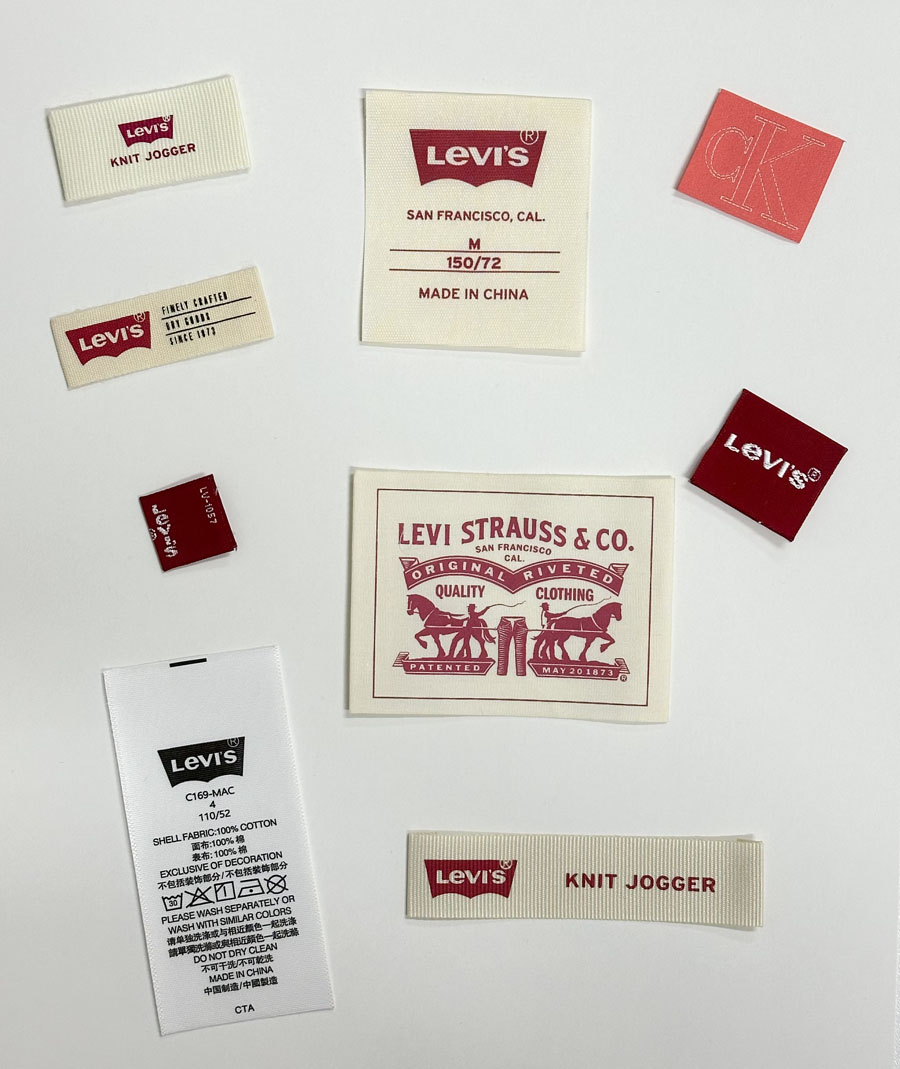 LEVI'S®
KNIT JOGGER
LEVI'S®
SAN FRANCISCO, CAL.
M
150/72
MADE IN CHINA
CK
LEVI'S®
FINELY CRAFTED
DRY GOODS
SINCE 1873
LEVI'S®
LEVI'S®
LU-1057
LEVI STRAUSS & CO.
SAN FRANCISCO
CAL.
ORIGINAL RIVETED
QUALITY CLOTHING
PATENTED MAY 20 1873
®
LEVI'S®
C169-MAC
4
110/52
SHELL FABRIC:100% COTTON
面布:100% 棉
表布: 100% 棉
EXCLUSIVE OF DECORATION
不包括装饰部分/不包括裝飾部分
30
PLEASE WASH SEPARATELY OR
WASH WITH SIMILAR COLORS
请单独洗涤或与相近颜色一起洗涤
請單獨洗滌或與相近顏色一起洗滌
DO NOT DRY CLEAN
不可干洗/不可乾洗
MADE IN CHINA
中国制造/中國製造
CTA
LEVI'S®
KNIT JOGGER